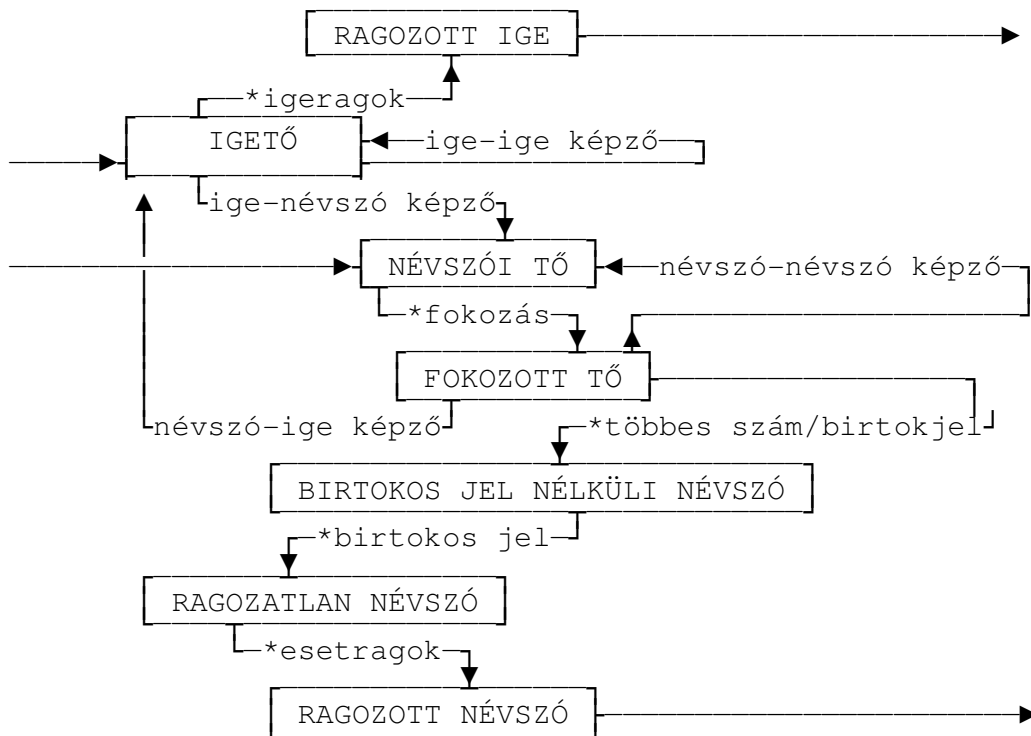 RAGOZOTT IGE
*igeragok
IGETŐ
ige-ige képző
ige-névszó képző
NÉVSZÓI TŐ
névszó-névszó képző
*fokozás
FOKOZOTT TŐ
névszó-ige képző
*többes szám/birtokjel
BIRTOKOS JEL NÉLKÜLI NÉVSZÓ
*birtokos jel
RAGOZATLAN NÉVSZÓ
*esetragok
RAGOZOTT NÉVSZÓ